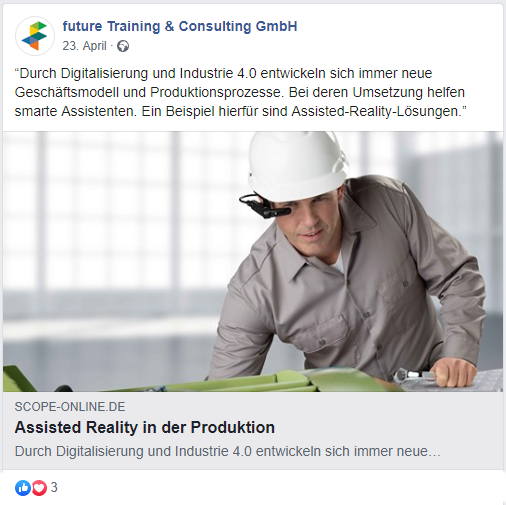 future Training & Consulting GmbH
23. April ·
“Durch Digitalisierung und Industrie 4.0 entwickeln sich immer neue
Geschäftsmodell und Produktionsprozesse. Bei deren Umsetzung helfen
smarte Assistenten. Ein Beispiel hierfür sind Assisted-Reality-Lösungen.”
SCOPE-ONLINE.DE
Assisted Reality in der Produktion
Durch Digitalisierung und Industrie 4.0 entwickeln sich immer neue…
3